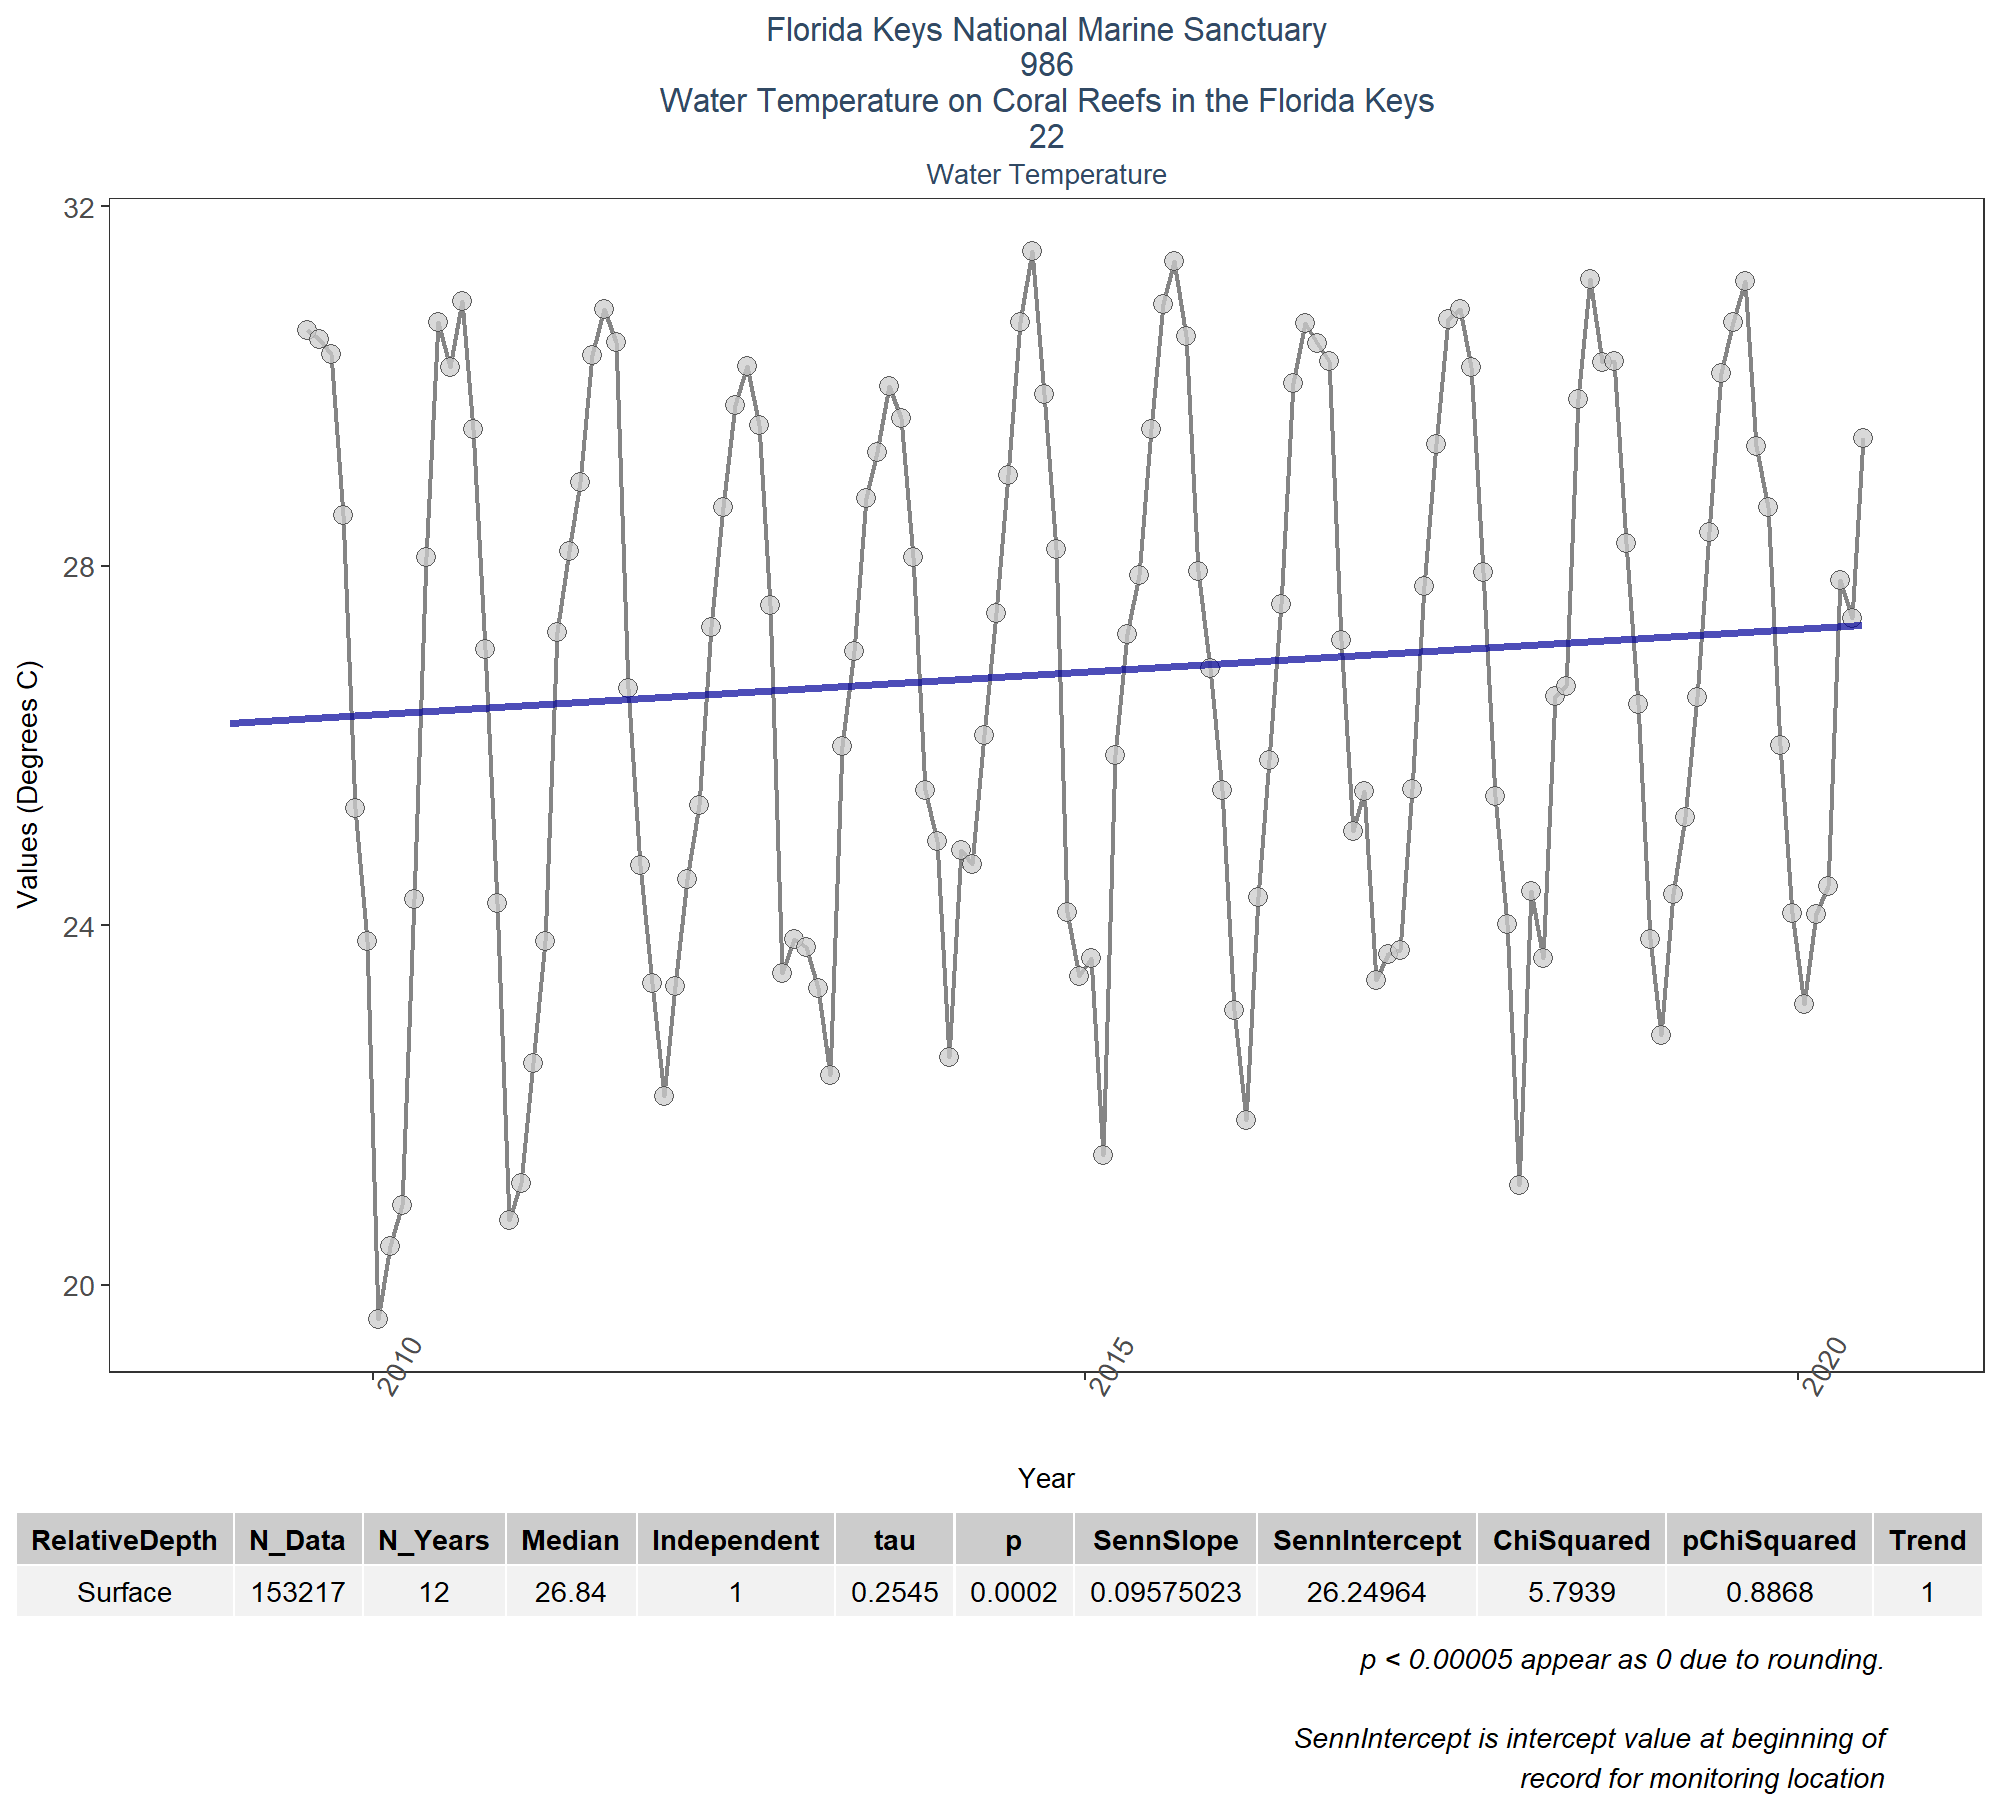 Florida Keys National Marine Sanctuary
986
Water Temperature on Coral Reefs in the Florida Keys
22
Water Temperature
32
28
24
20
Values (Degrees C)
2010
2015
2020
Year
RelativeDepth N_Data N_Years Median Independent tau p SennSlope SennIntercept ChiSquared pChiSquared Trend
Surface 153217 12 26.84 1 0.2545 0.0002 0.09575023 26.24964 5.7939 0.8868 1
p < 0.00005 appear as 0 due to rounding.
SennIntercept is intercept value at beginning of
record for monitoring location